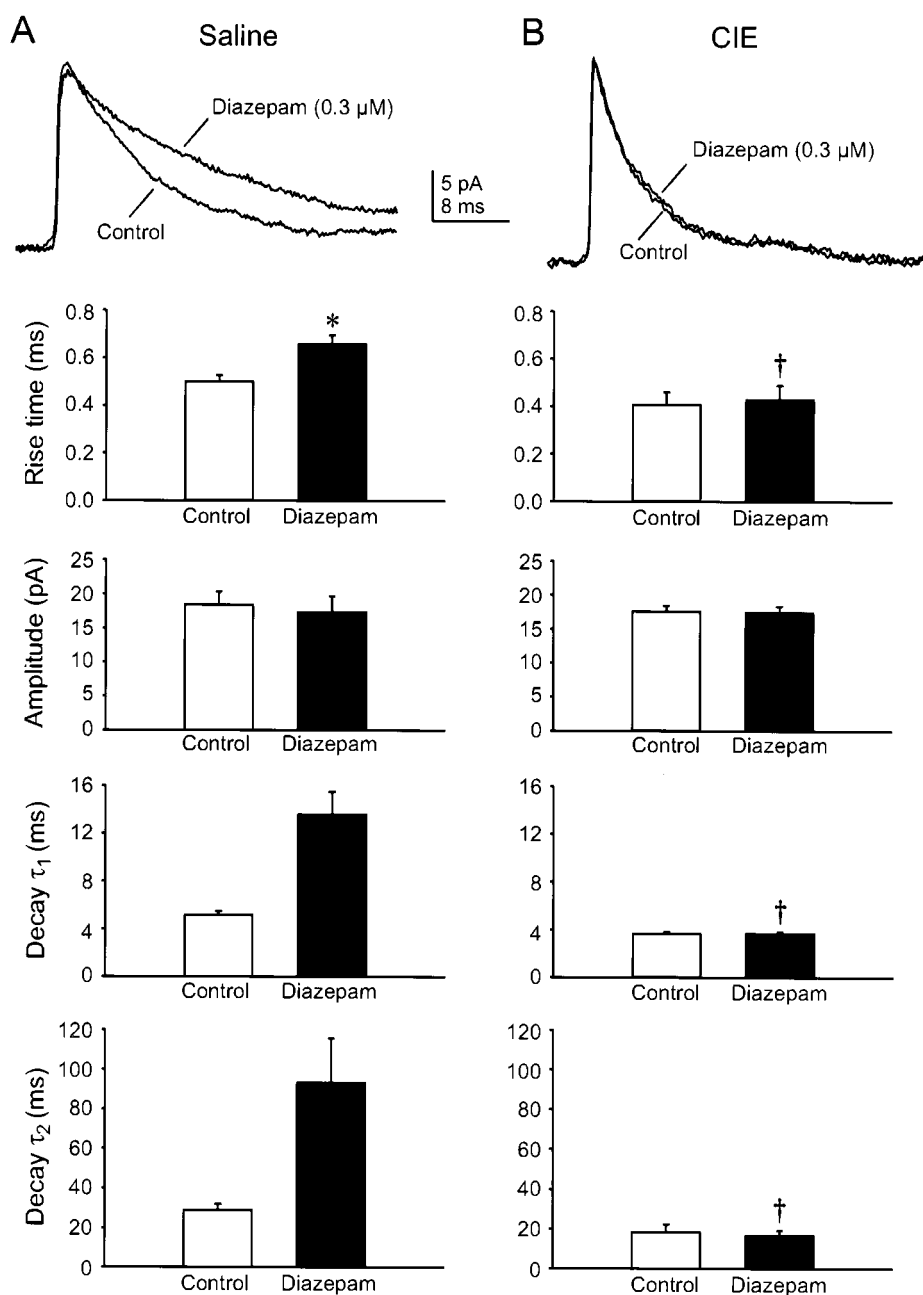 A
Saline
B
CIE
Diazepam (0.3 µM)
Control
5 pA
8 ms
Diazepam (0.3 µM)
Control
Rise time (ms)
0.8
0.6
0.4
0.2
0.0
*
Control
Diazepam
0.8
0.6
0.4
0.2
0.0
†
Control
Diazepam
Amplitude (pA)
25
20
15
10
5
0
Control
Diazepam
25
20
15
10
5
0
Control
Diazepam
Decay τ1 (ms)
16
12
8
4
0
Control
Diazepam
16
12
8
4
0
†
Control
Diazepam
Decay τ2 (ms)
120
100
80
60
40
20
0
Control
Diazepam
120
100
80
60
40
20
0
†
Control
Diazepam